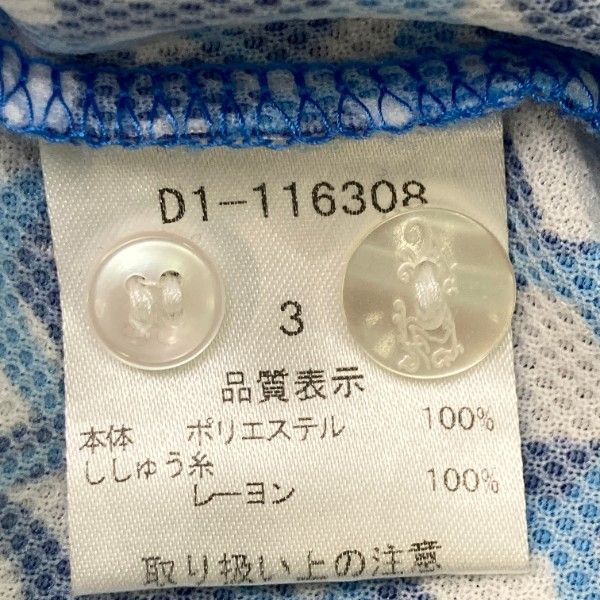 D1-116308
3
品質表示
本体 ポリエステル 100%
ししゅう糸
レーヨン 100%
取り扱い上の注意